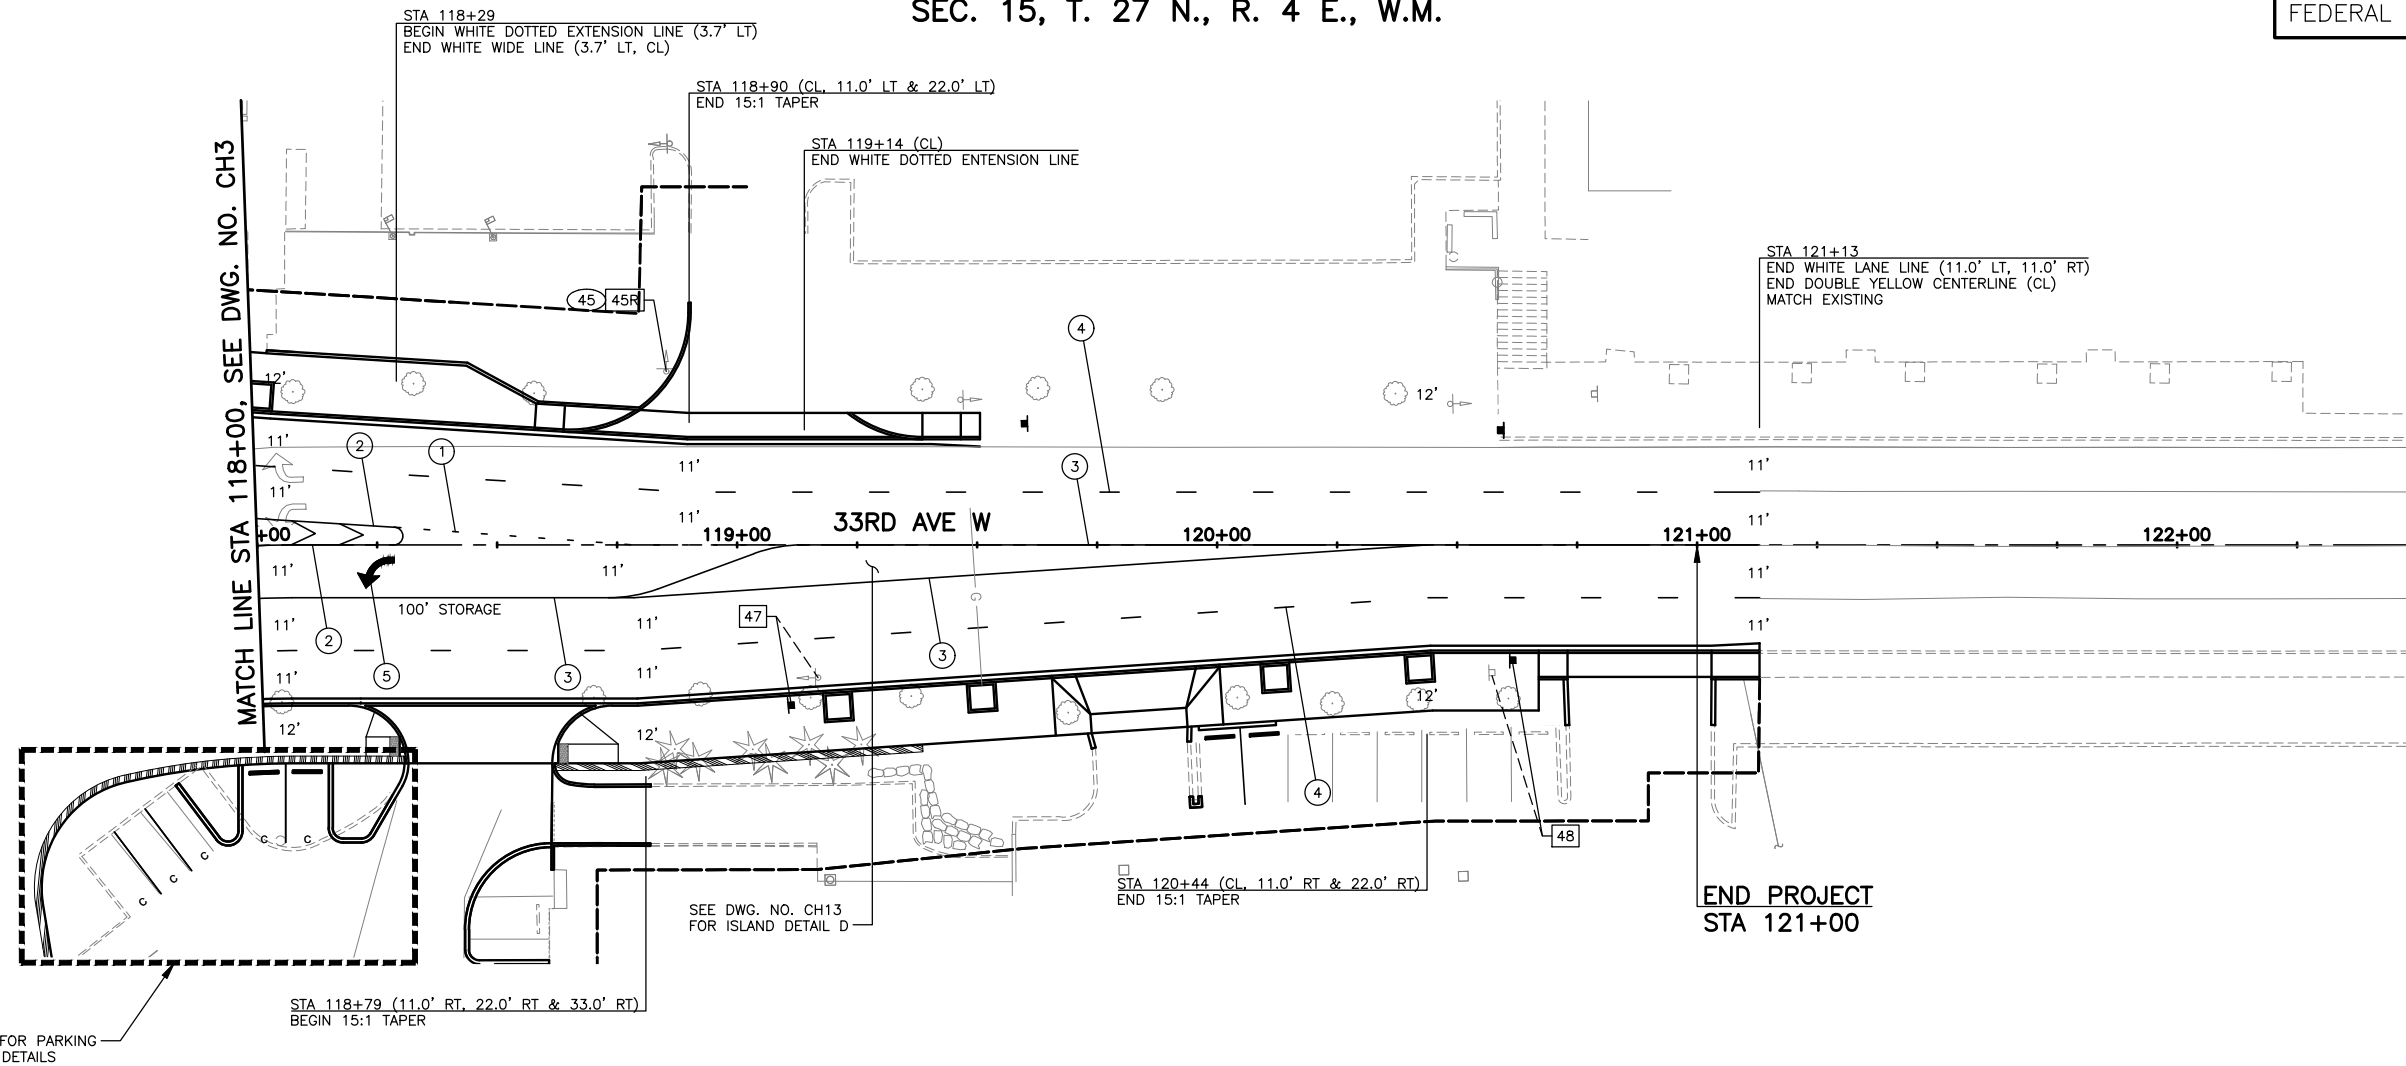 SEC. 15, T. 27 N., R. 4 E., W.M.
FEDERAL
STA 118+29
BEGIN WHITE DOTTED EXTENSION LINE (3.7' LT)
END WHITE WIDE LINE (3.7' LT, CL)
STA 118+90 (CL, 11.0' LT & 22.0' LT)
END 15:1 TAPER
STA 119+14 (CL)
END WHITE DOTTED ENTENSION LINE
STA 121+13
END WHITE LANE LINE (11.0' LT, 11.0' RT)
END DOUBLE YELLOW CENTERLINE (CL)
MATCH EXISTING
MATCH LINE STA 118+00, SEE DWG. NO. CH3
45
45R
4
12'
12'
11'
2
1
11'
3
11'
11'
11'
11'
+00
119+00
33RD AVE W
120+00
121+00
122+00
11'
11'
11'
11'
100' STORAGE
47
11'
11'
11'
2
5
3
3
11'
11'
12'
12'
12'
4
48
G
C
C
C
C
C
STA 120+44 (CL, 11.0' RT & 22.0' RT)
END 15:1 TAPER
END PROJECT
STA 121+00
SEE DWG. NO. CH13
FOR ISLAND DETAIL D
STA 118+79 (11.0' RT, 22.0' RT & 33.0' RT)
BEGIN 15:1 TAPER
FOR PARKING
DETAILS